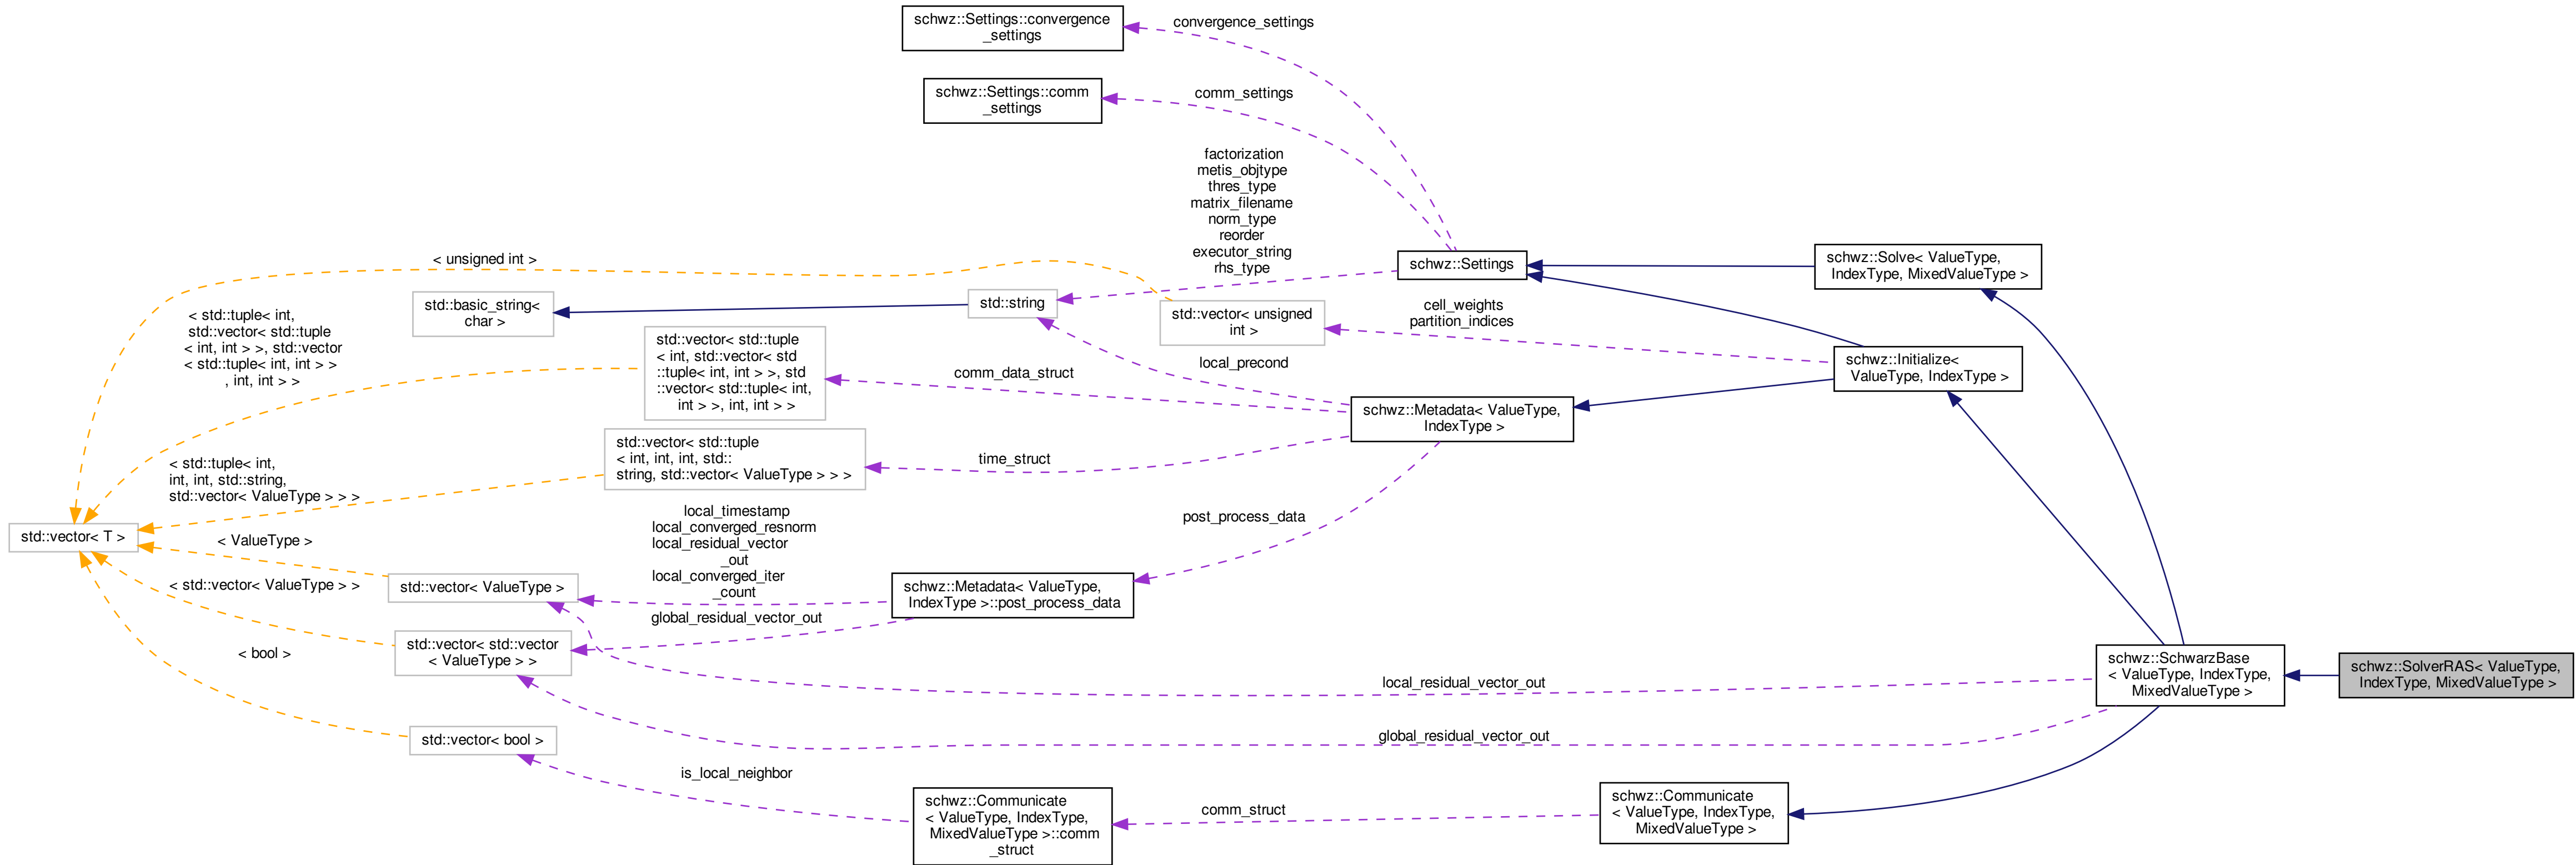 schwz::Settings::convergence
_settings
convergence_settings
schwz::Settings::comm
_settings
comm_settings
factorization
metis_objtype
thres_type
matrix_filename
norm_type
reorder
executor_string
rhs_type
< unsigned int >
schwz::Settings
schwz::Solve< ValueType,
IndexType, MixedValueType >
std::basic_string<
char >
std::string
std::vector< unsigned
int >
cell_weights
partition_indices
< std::tuple< int,
std::vector< std::tuple
< int, int > >, std::vector
< std::tuple< int, int > >
, int, int > >
std::vector< std::tuple
< int, std::vector< std
::tuple< int, int > >, std
::vector< std::tuple< int,
int > >, int, int > >
comm_data_struct
local_precond
schwz::Initialize<
ValueType, IndexType >
schwz::Metadata< ValueType,
IndexType >
< std::tuple< int,
int, int, std::string,
std::vector< ValueType > > >
std::vector< std::tuple
< int, int, int, std::
string, std::vector< ValueType > > >
time_struct
std::vector< T >
< ValueType >
local_timestamp
local_converged_resnorm
local_residual_vector
_out
local_converged_iter
_count
post_process_data
< std::vector< ValueType > >
std::vector< ValueType >
schwz::Metadata< ValueType,
IndexType >::post_process_data
global_residual_vector_out
< bool >
std::vector< std::vector
< ValueType > >
local_residual_vector_out
schwz::SchwarzBase
< ValueType, IndexType,
MixedValueType >
schwz::SolverRAS< ValueType,
IndexType, MixedValueType >
std::vector< bool >
global_residual_vector_out
is_local_neighbor
schwz::Communicate
< ValueType, IndexType,
MixedValueType >::comm
_struct
comm_struct
schwz::Communicate
< ValueType, IndexType,
MixedValueType >